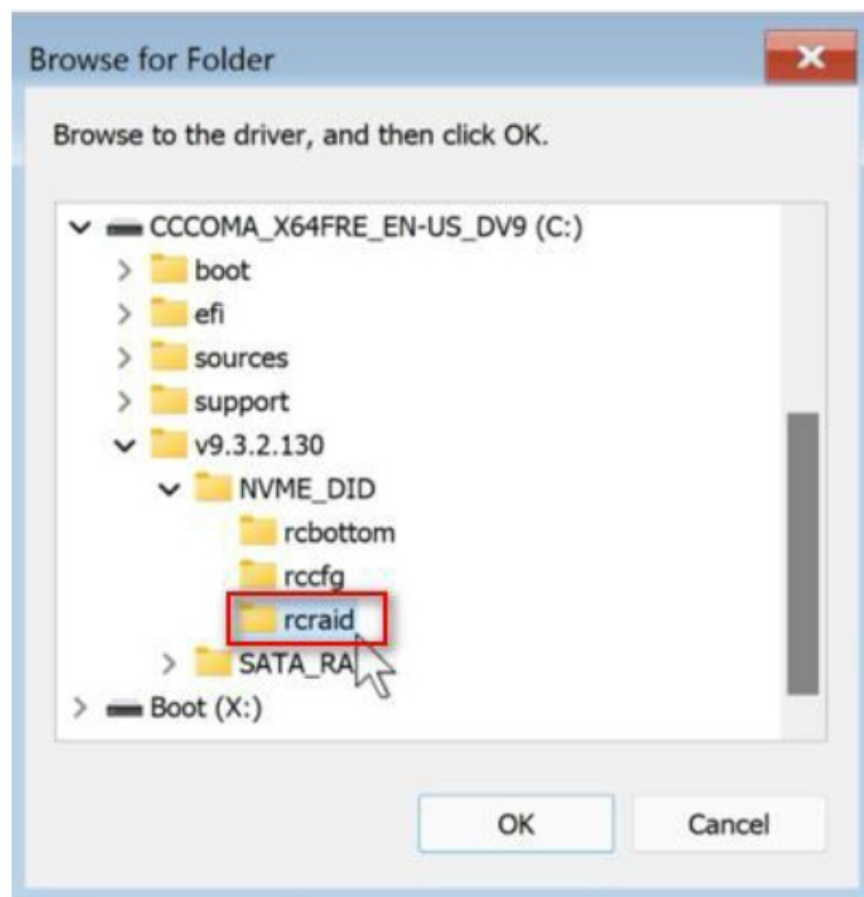 Browse for Folder
Browse to the driver, and then click OK.
CCCOMA_X64FRE_EN-US_DV9 (C:)
boot
efi
sources
support
v9.3.2.130
NVME_DID
rcbottom
rccfg
rcraid
SATA_RA
Boot (X:)
OK
Cancel